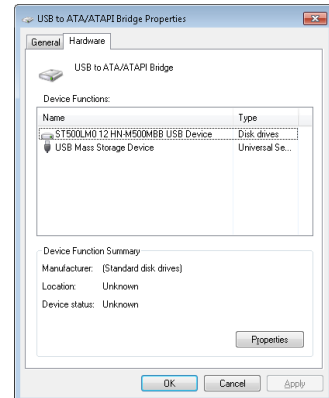 USB to ATA/ATAPI Bridge Properties
General Hardware
USB to ATA/ATAPI Bridge
Device Functions:
Name Type
ST500LM0 12 HN-M500MBB USB Device Disk drives
USB Mass Storage Device Universal Se...
Device Function Summary
Manufacturer: (Standard disk drives)
Location: Unknown
Device status: Unknown
Properties
OK Cancel Apply